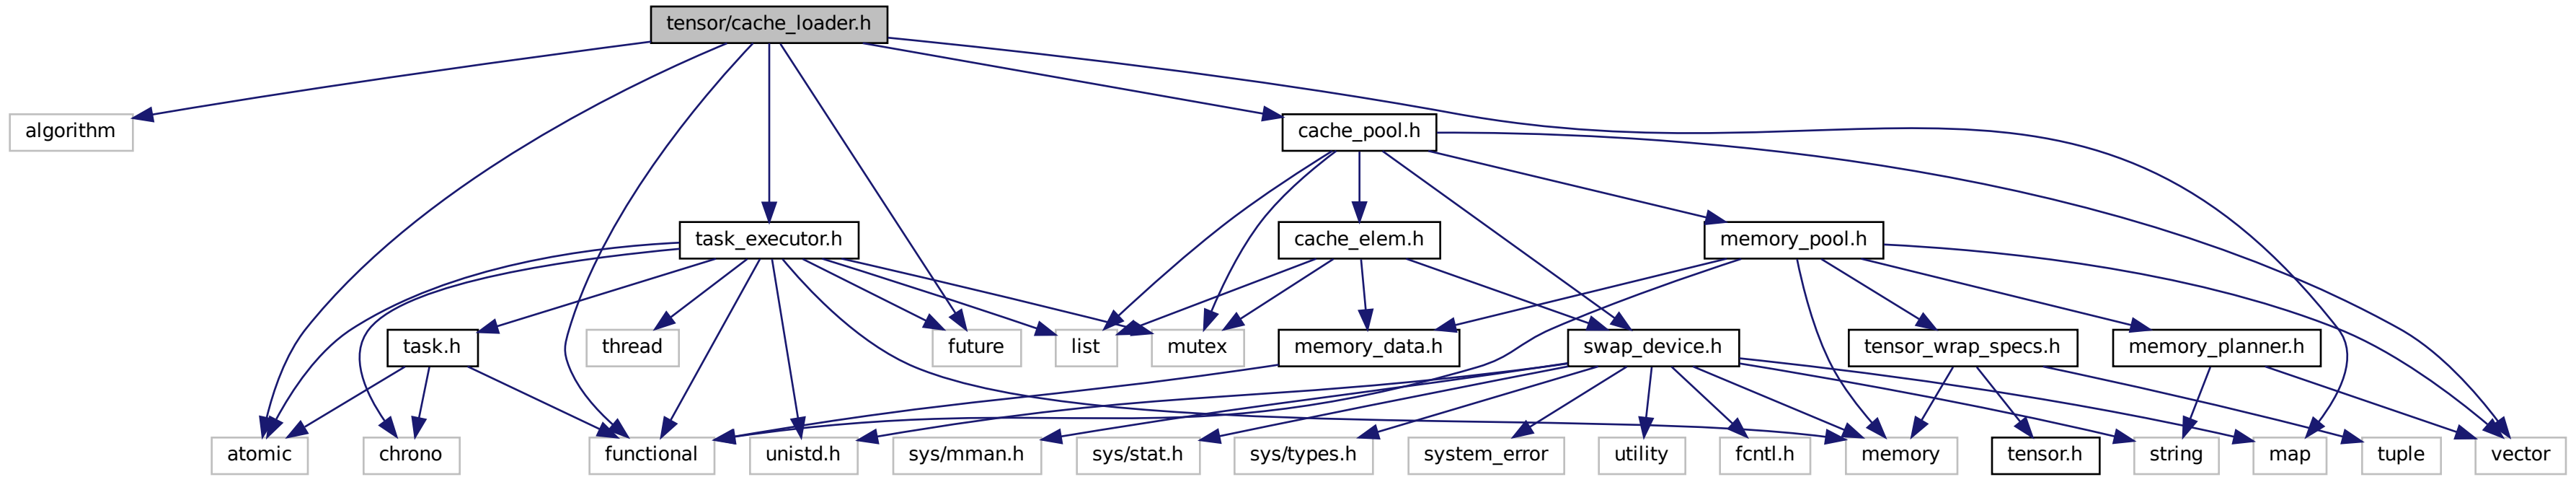 tensor/cache_loader.h
algorithm
cache_pool.h
task_executor.h
cache_elem.h
memory_pool.h
task.h
thread
future
list
mutex
memory_data.h
swap_device.h
tensor_wrap_specs.h
memory_planner.h
atomic
chrono
functional
unistd.h
sys/mman.h
sys/stat.h
sys/types.h
system_error
utility
fcntl.h
memory
tensor.h
string
map
tuple
vector